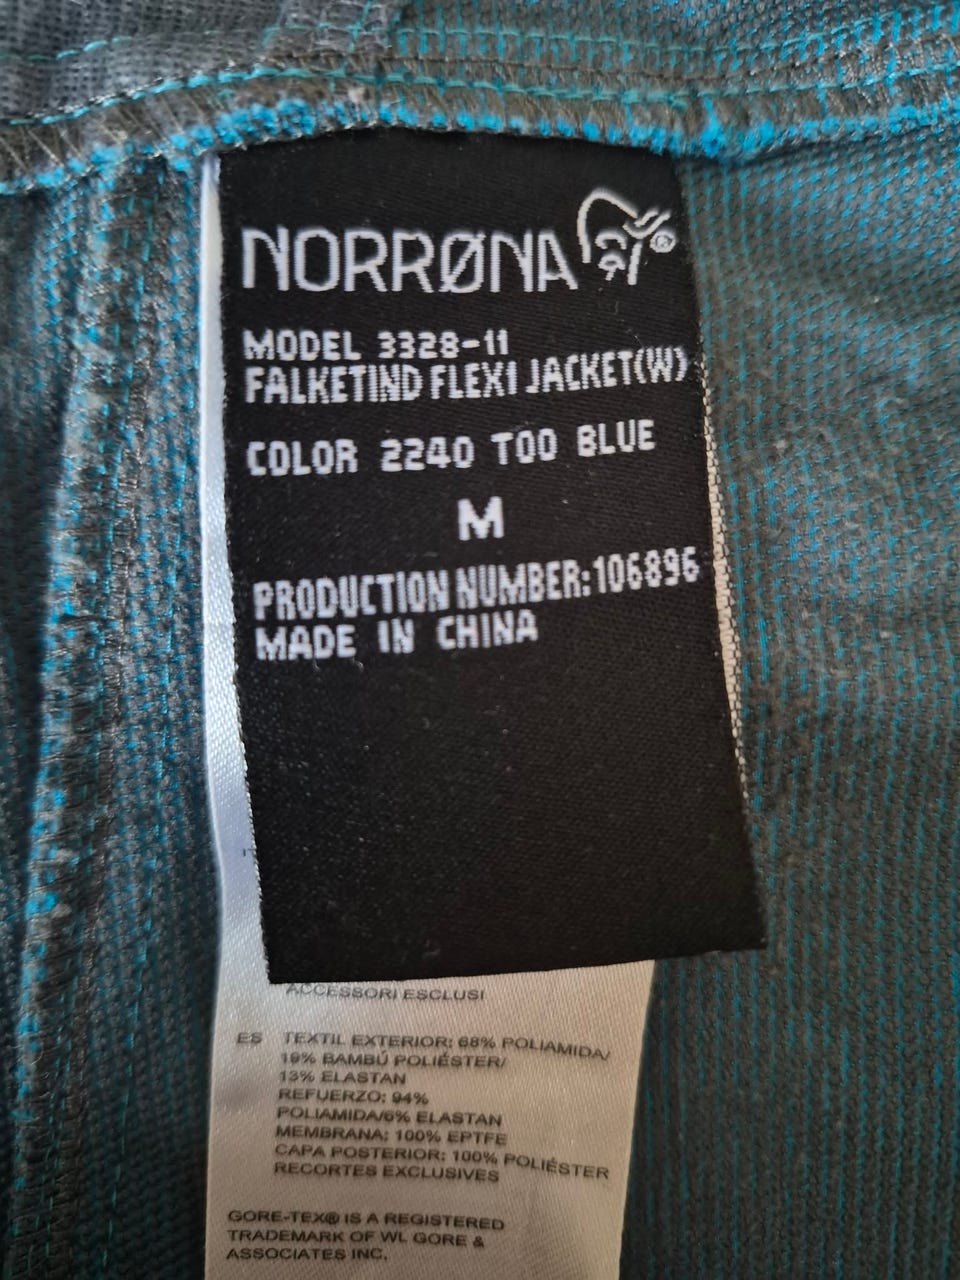 NORRØNA
MODEL 3328-11
FALKETIND FLEX1 JACKET(W)
COLOR 2240 TOO BLUE
M
PRODUCTION NUMBER:106896
MADE IN CHINA
ACCESSORI ESCLUSI
ES TEXTIL EXTERIOR: 68% POLIAMIDA/
19% BAMBÚ POLIÉSTER/
13% ELASTAN
REFUERZO: 94%
POLIAMIDA/6% ELASTAN
MEMBRANA: 100% EPTFE
CAPA POSTERIOR: 100% POLIÉSTER
RECORTES EXCLUSIVES
GORE-TEX® IS A REGISTERED
TRADEMARK OF WL GORE &
ASSOCIATES INC.